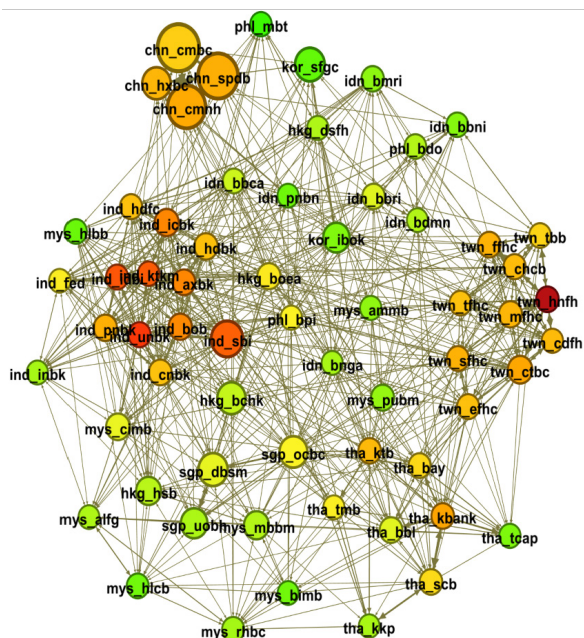 phl_mbt
chn_cmbc
kor_sfgc
chn_spdb
idn_bmri
chn_hxbc
chn_cmnh
idn_bbni
hkg_dsfh
phl_bdo
idn_bbca
idn_pnbn
idn_bbri
ind_hdfc
idn_bdmn
ind_icbk
mys_hlbb
kor_ibok
twn_tbb
ind_hdbk
twn_ffhc
twn_chcb
ind_fed
ind_ktkm
hkg_boea
ind_axbk
twn_hnfh
twn_tfhc
mys_ammb
twn_mfhc
phl_bpi
ind_pnbk
ind_bob
ind_unbk
ind_sbi
twn_cdfh
twn_sfhc
idn_bnga
ind_inbk
ind_cnbk
twn_ctbc
hkg_bchk
mys_pubm
twn_efhc
mys_cimb
sgp_ocbc
tha_ktb
tha_bay
sgp_dbsm
hkg_hsb
tha_tmb
mys_alfg
sgp_uobh
mys_mbbm
tha_kbank
tha_bbl
tha_tcap
mys_hlcb
mys_bimb
tha_scb
mys_rhbc
tha_kkp